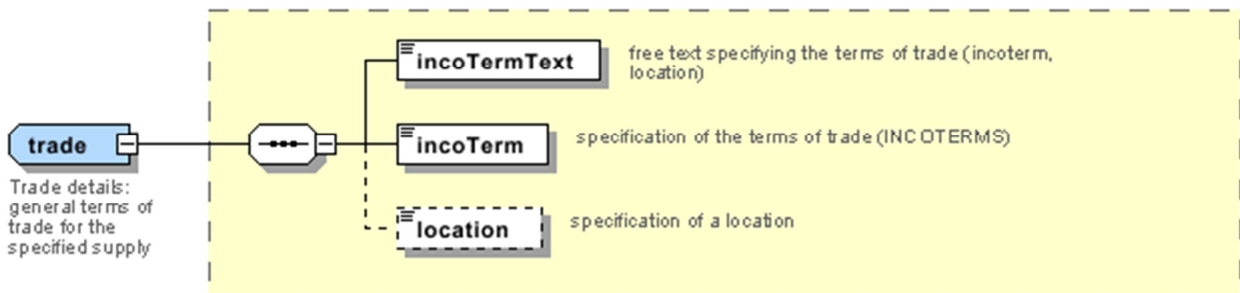 incoTermText
free text specifying the terms of trade (incoterm,
location)
trade
incoTerm
specification of the terms of trade (INCOTERMS)
Trade details:
general terms of
trade for the
specified supply
location
specification of a location